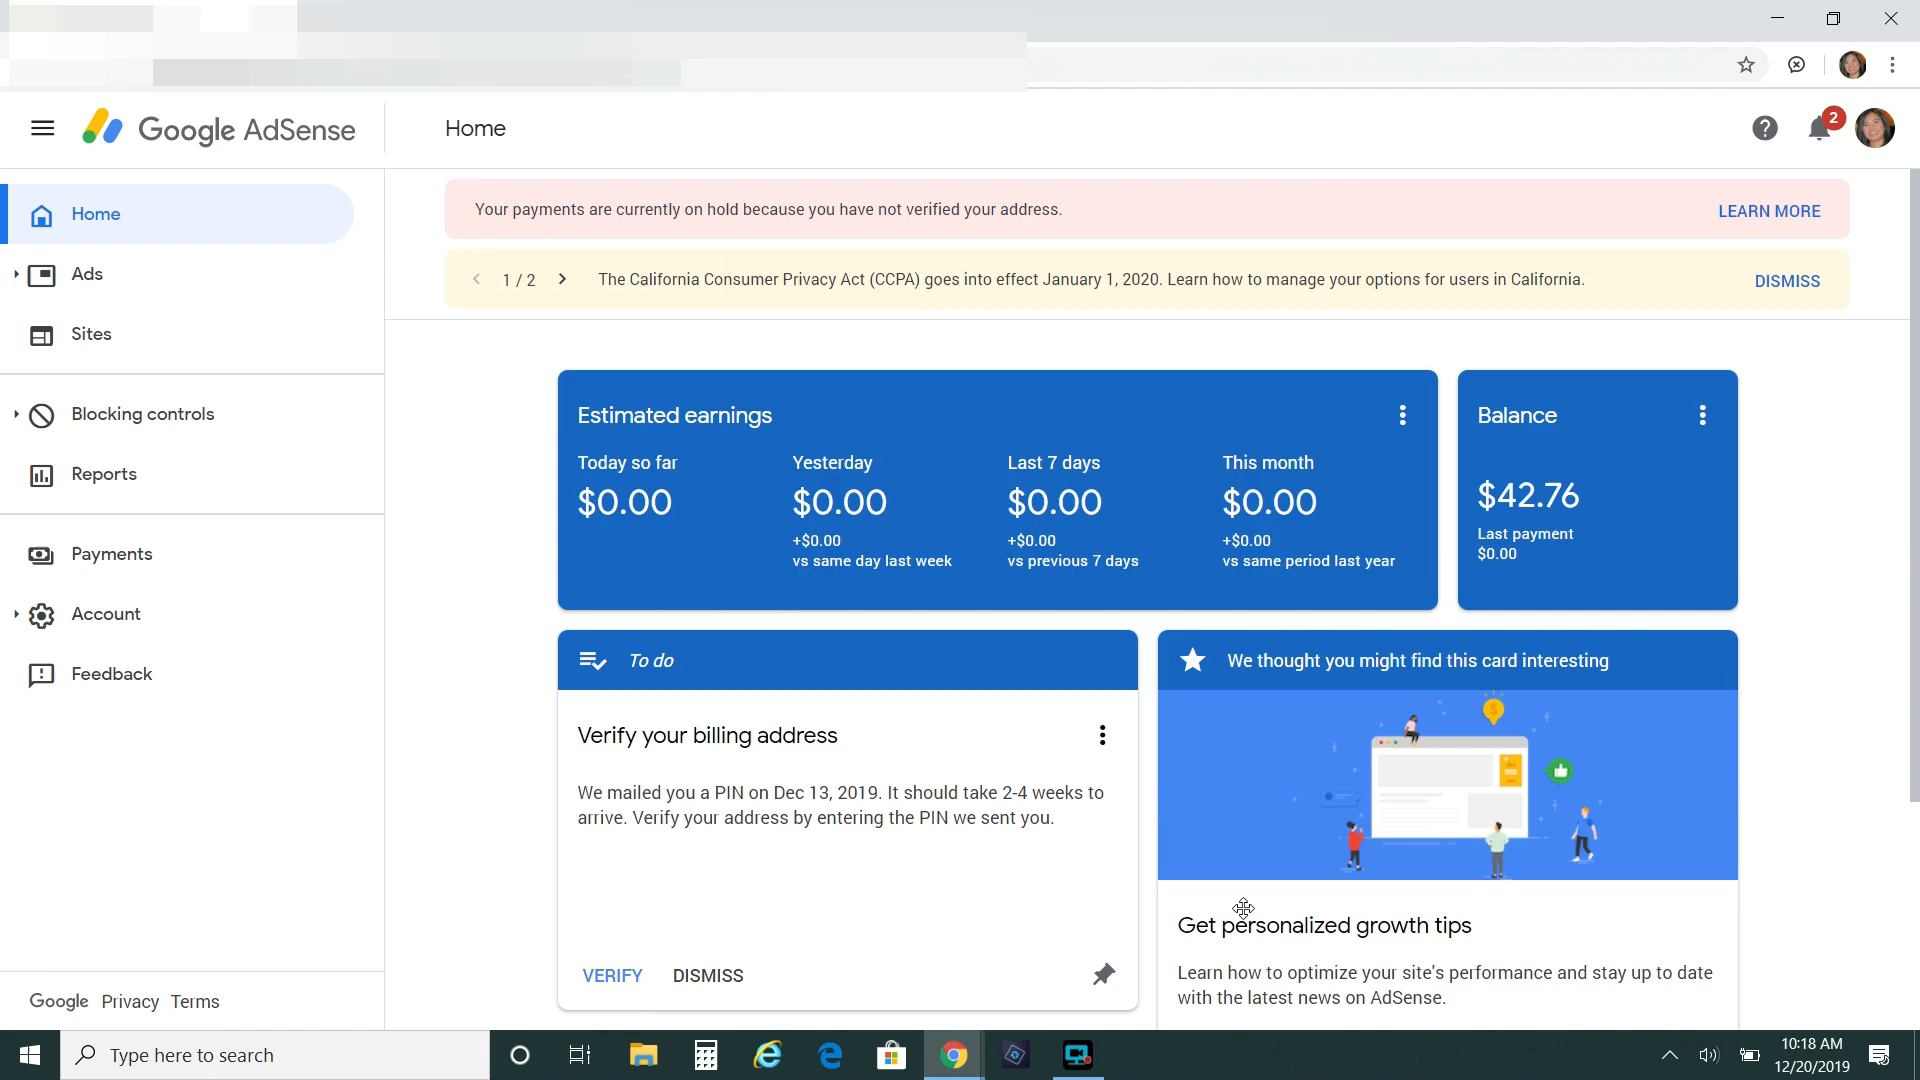 Google AdSense
Home
2
Home
Ads
Sites
Blocking controls
Reports
Payments
Account
Feedback
Google Privacy Terms
Your payments are currently on hold because you have not verified your address.
LEARN MORE
1 / 2
The California Consumer Privacy Act (CCPA) goes into effect January 1, 2020. Learn how to manage your options for users in California.
DISMISS
Estimated earnings
Today so far
$0.00
Yesterday
$0.00
+$0.00
vs same day last week
Last 7 days
$0.00
+$0.00
vs previous 7 days
This month
$0.00
+$0.00
vs same period last year
Balance
$42.76
Last payment
$0.00
To do
Verify your billing address
We mailed you a PIN on Dec 13, 2019. It should take 2-4 weeks to
arrive. Verify your address by entering the PIN we sent you.
VERIFY DISMISS
We thought you might find this card interesting
Get personalized growth tips
Learn how to optimize your site's performance and stay up to date
with the latest news on AdSense.
Type here to search
10:18 AM
12/20/2019